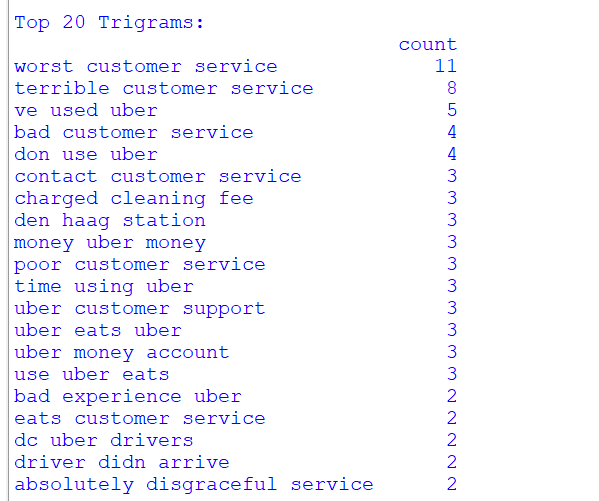 Top 20 Trigrams:
count
worst customer service 11
terrible customer service 8
ve used uber 5
bad customer service 4
don use uber 4
contact customer service 3
charged cleaning fee 3
den haag station 3
money uber money 3
poor customer service 3
time using uber 3
uber customer support 3
uber eats uber 3
uber money account 3
use uber eats 3
bad experience uber 2
eats customer service 2
dc uber drivers 2
driver didn arrive 2
absolutely disgraceful service 2